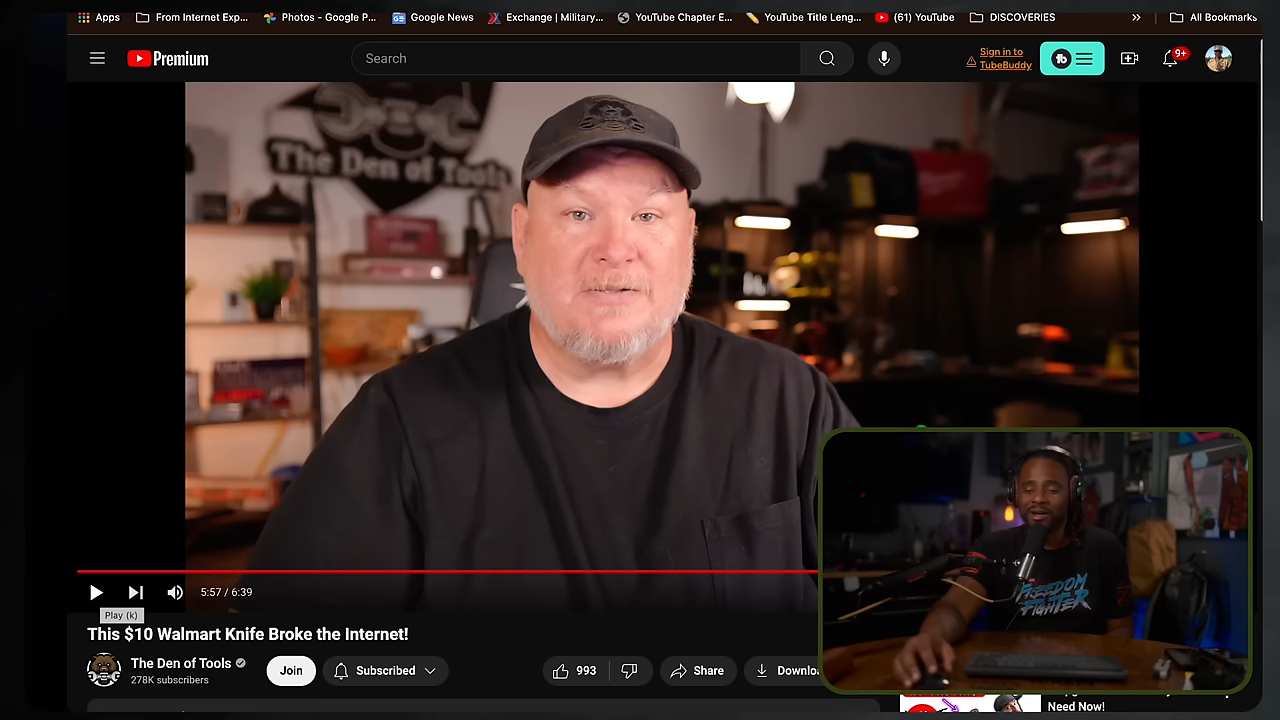 Apps From Internet Exp... Photos - Google P... Google News Exchange | Military... YouTube Chapter E... YouTube Title Leng... (61) YouTube DISCOVERIES » All Bookmarks
Premium
Search
Sign in to
TubeBuddy
9+
The Den of Tools
5:57 / 6:39
Play (k)
This $10 Walmart Knife Broke the Internet!
The Den of Tools
278K subscribers
Join
Subscribed
993
Share
Downlo
FREEDOM
FIGHTER
Need Now!